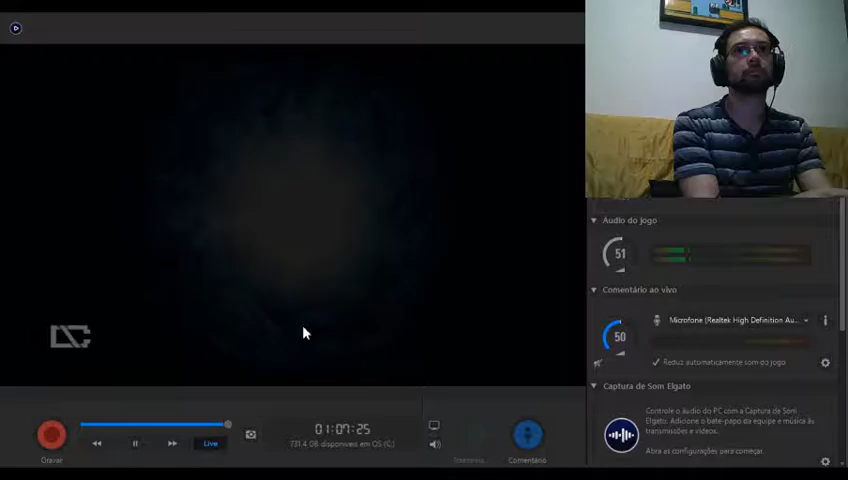 Áudio do jogo
51
Comentário ao vivo
Microfone (Realtek High Definition Au...
50
Reduz automaticamente som do jogo
Captura de Som Elgato
Controle o áudio do PC com a Captura de Som
Elgato. Adicione o bate-papo da equipe e música às
transmissões e vídeos.
Abra as configurações para começar.
Live
01:07:25
731.4 GB disponíveis em OS (C:)
Gravar
Comentário